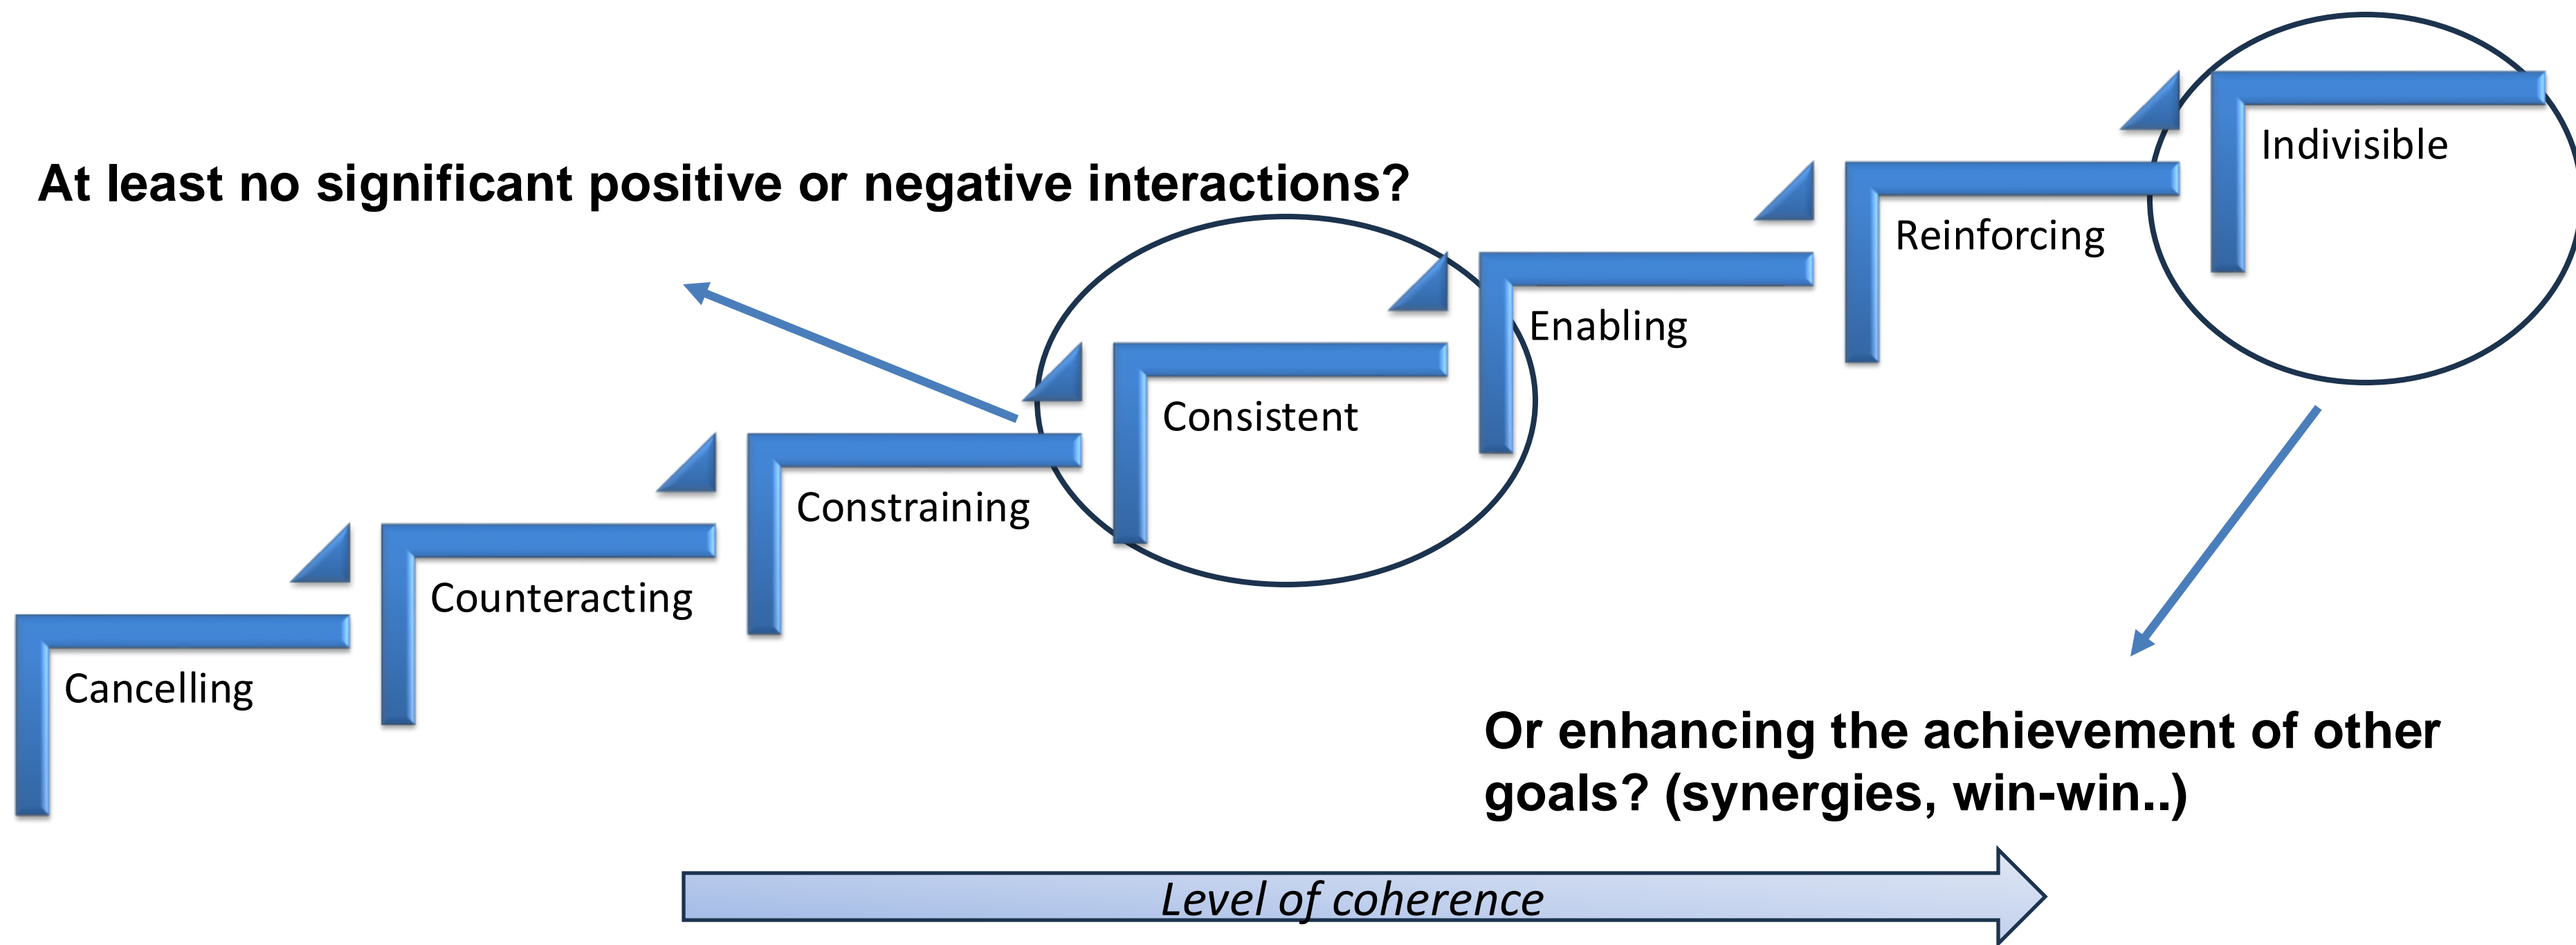 At least no significant positive or negative interactions?
Indivisible
Reinforcing
Enabling
Consistent
Constraining
Counteracting
Cancelling
Or enhancing the achievement of other
goals? (synergies, win-win..)
Level of coherence